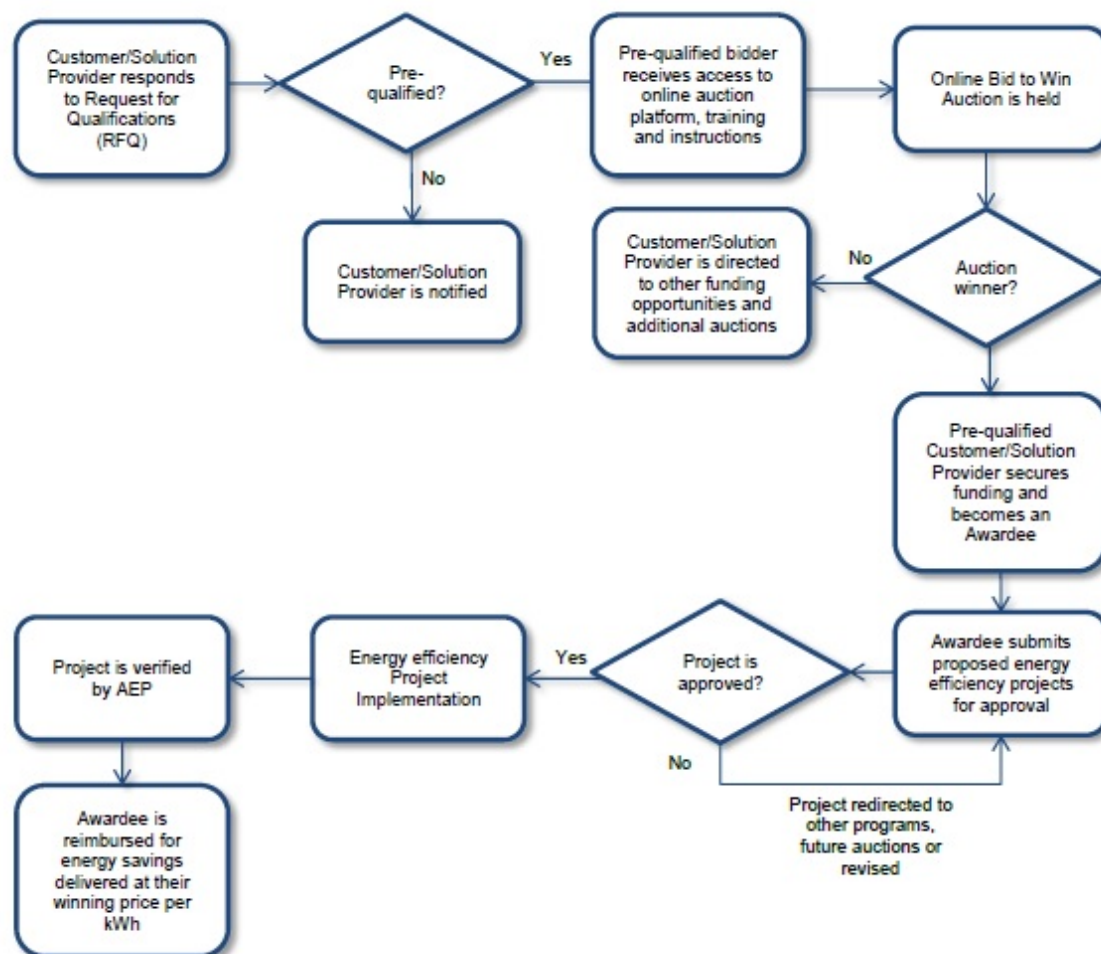 Customer/Solution
Provider responds
to Request for
Qualifications
(RFQ)
Pre-
qualified?
Yes
Pre-qualified bidder
receives access to
online auction
platform, training
and instructions
Online Bid to Win
Auction is held
No
Customer/Solution
Provider is notified
Customer/Solution
Provider is directed
to other funding
opportunities and
additional auctions
No
Auction
winner?
Pre-qualified
Customer/Solution
Provider secures
funding and
becomes an
Awardee
Awardee submits
proposed energy
efficiency projects
for approval
Project is
approved?
Yes
Energy efficiency
Project
Implementation
Project is verified
by AEP
No
Project redirected to
other programs,
future auctions or
revised
Awardee is
reimbursed for
energy savings
delivered at their
winning price per
kWh